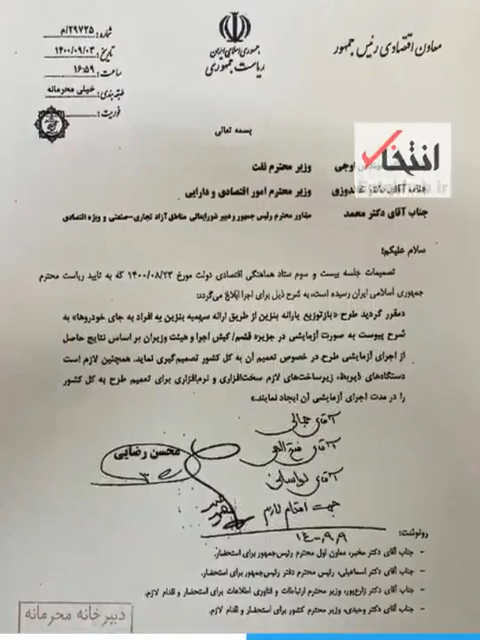 معاون اقتصادی رئیس جمهور
جمهوری اسلامی ایران
ریاست جمهوری
شماره: ۲۹۷۲۵/م
تاریخ: ۱۴۰۰/۰۹/۰۳
ساعت: ۱۶:۵۹
طبقه بندی: خیلی محرمانه
فوریت:
بسمه تعالی
انتخاب
Entekhab.ir
اوجی وزیر محترم نفت
جناب آقای دکتر خاندوزی وزیر محترم امور اقتصادی و دارایی
جناب آقای دکتر محمد مشاور محترم رئیس جمهور و دبیر شورایعالی مناطق آزاد تجاری-صنعتی و ویژه اقتصادی
سلام علیکم؛
تصمیمات جلسه بیست و سوم ستاد هماهنگی اقتصادی دولت مورخ ۱۴۰۰/۰۸/۲۳ که به تایید ریاست محترم
جمهوری اسلامی ایران رسیده است، به شرح ذیل برای اجرا ابلاغ می‌گردد:
«مقرر گردید طرح «بازتوزیع یارانه بنزین از طریق ارائه سهمیه بنزین به افراد به جای خودروها» به
شرح پیوست به صورت آزمایشی در جزیره قشم/کیش اجرا و هیئت وزیران بر اساس نتایج حاصل
از اجرای آزمایشی طرح در خصوص تعمیم آن به کل کشور تصمیم‌گیری نماید. همچنین لازم است
دستگاه‌های ذیربط، زیرساخت‌های لازم سخت‌افزاری و نرم‌افزاری برای تعمیم طرح به کل کشور
را در مدت اجرای آزمایشی آن ایجاد نمایند.»
محسن رضایی
آقای جمالی
آقای فتح الهی
آقای لواسانی
جهت اقدام لازم
۱۴۰۰/۹/۹
رونوشت:
- جناب آقای دکتر مخبر، معاون اول محترم رئیس‌جمهور برای استحضار.
- جناب آقای دکتر اسماعیلی، رئیس محترم دفتر رئیس‌جمهور برای استحضار.
- جناب آقای دکتر زارع‌پور، وزیر محترم ارتباطات و فناوری اطلاعات برای استحضار و اقدام لازم.
- جناب آقای دکتر وحیدی، وزیر محترم کشور برای استحضار و اقدام لازم.
دبیرخانه محرمانه